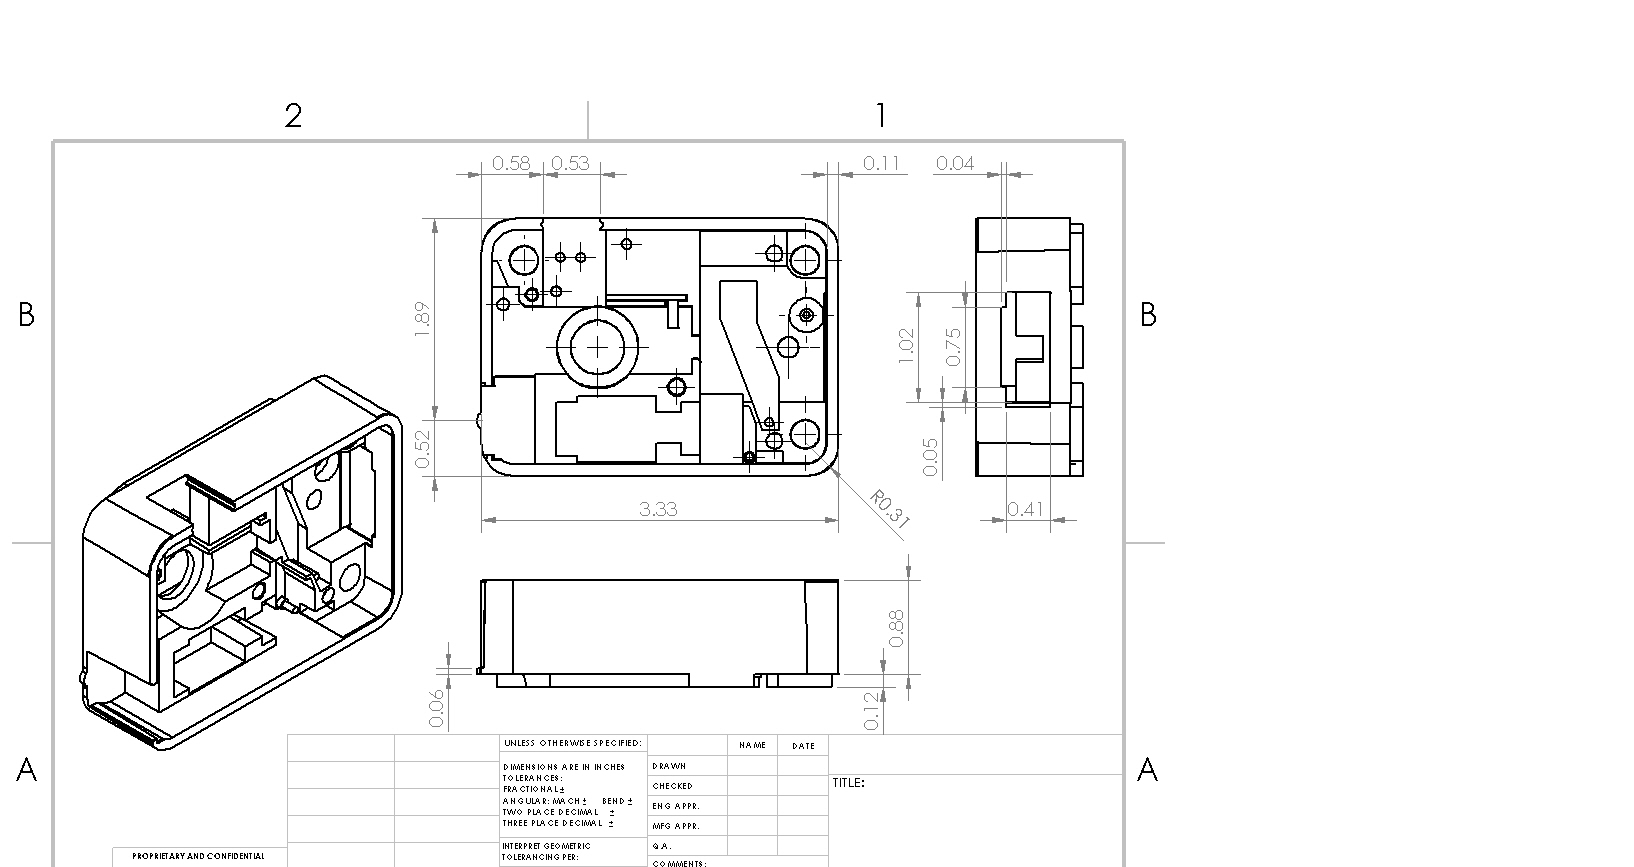 2 1
0.58 0.53 0.11 0.04
B B
1.89
1.02 0.75
0.52 0.05
3.33 R0.31 0.41
0.88
0.06 0.12
UNLESS OTHERWISE SPECIFIED: NAME DATE
DIMENSIONS ARE IN INCHES DRAWN
TOLERANCES:
FRACTIONAL± CHECKED TITLE:
A A
ANGULAR: MACH± BEND ±
TWO PLACE DECIMAL ± ENG APPR.
THREE PLACE DECIMAL ± MFG APPR.
INTERPRET GEOMETRIC Q.A.
TOLERANCING PER: COMMENTS:
PROPRIETARY AND CONFIDENTIAL